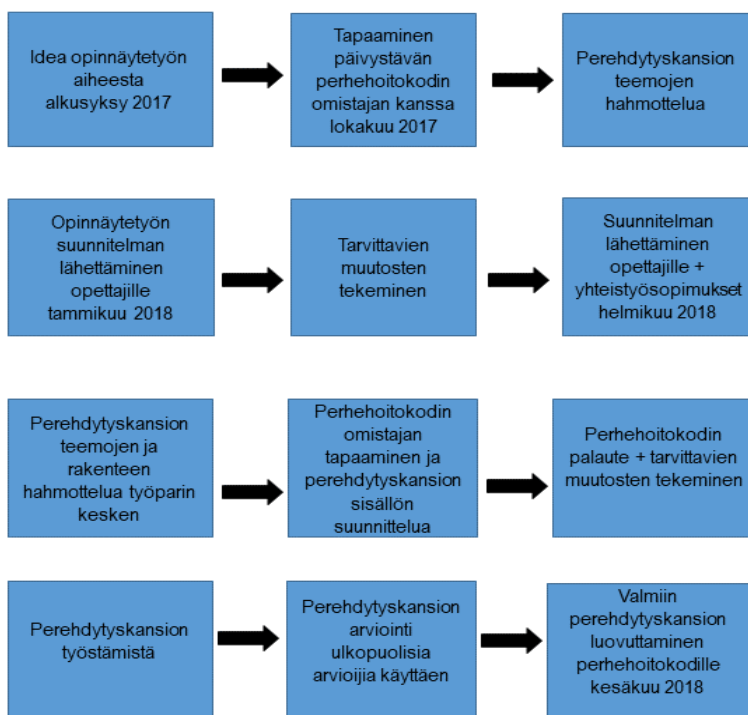 Idea opinnäytetyön
aiheesta
alkusyksy 2017
Tapaaminen
päivystävän
perhehoitokodin
omistajan kanssa
lokakuu 2017
Perehdytyskansion
teemojen
hahmottelua
Opinnäytetyön
suunnitelman
lähettäminen
opettajille
tammikuu 2018
Tarvittavien
muutosten
tekeminen
Suunnitelman
lähettäminen
opettajille +
yhteistyösopimukset
helmikuu 2018
Perehdytyskansion
teemojen ja
rakenteen
hahmottelua työparin
kesken
Perhehoitokodin
omistajan
tapaaminen ja
perehdytyskansion
sisällön
suunnittelua
Perhehoitokodin
palaute + tarvittavien
muutosten tekeminen
Perehdytyskansion
työstämistä
Perehdytyskansion
arviointi
ulkopuolisia
arvioijia käyttäen
Valmiin
perehdytyskansion
luovuttaminen
perhehoitokodille
kesäkuu 2018